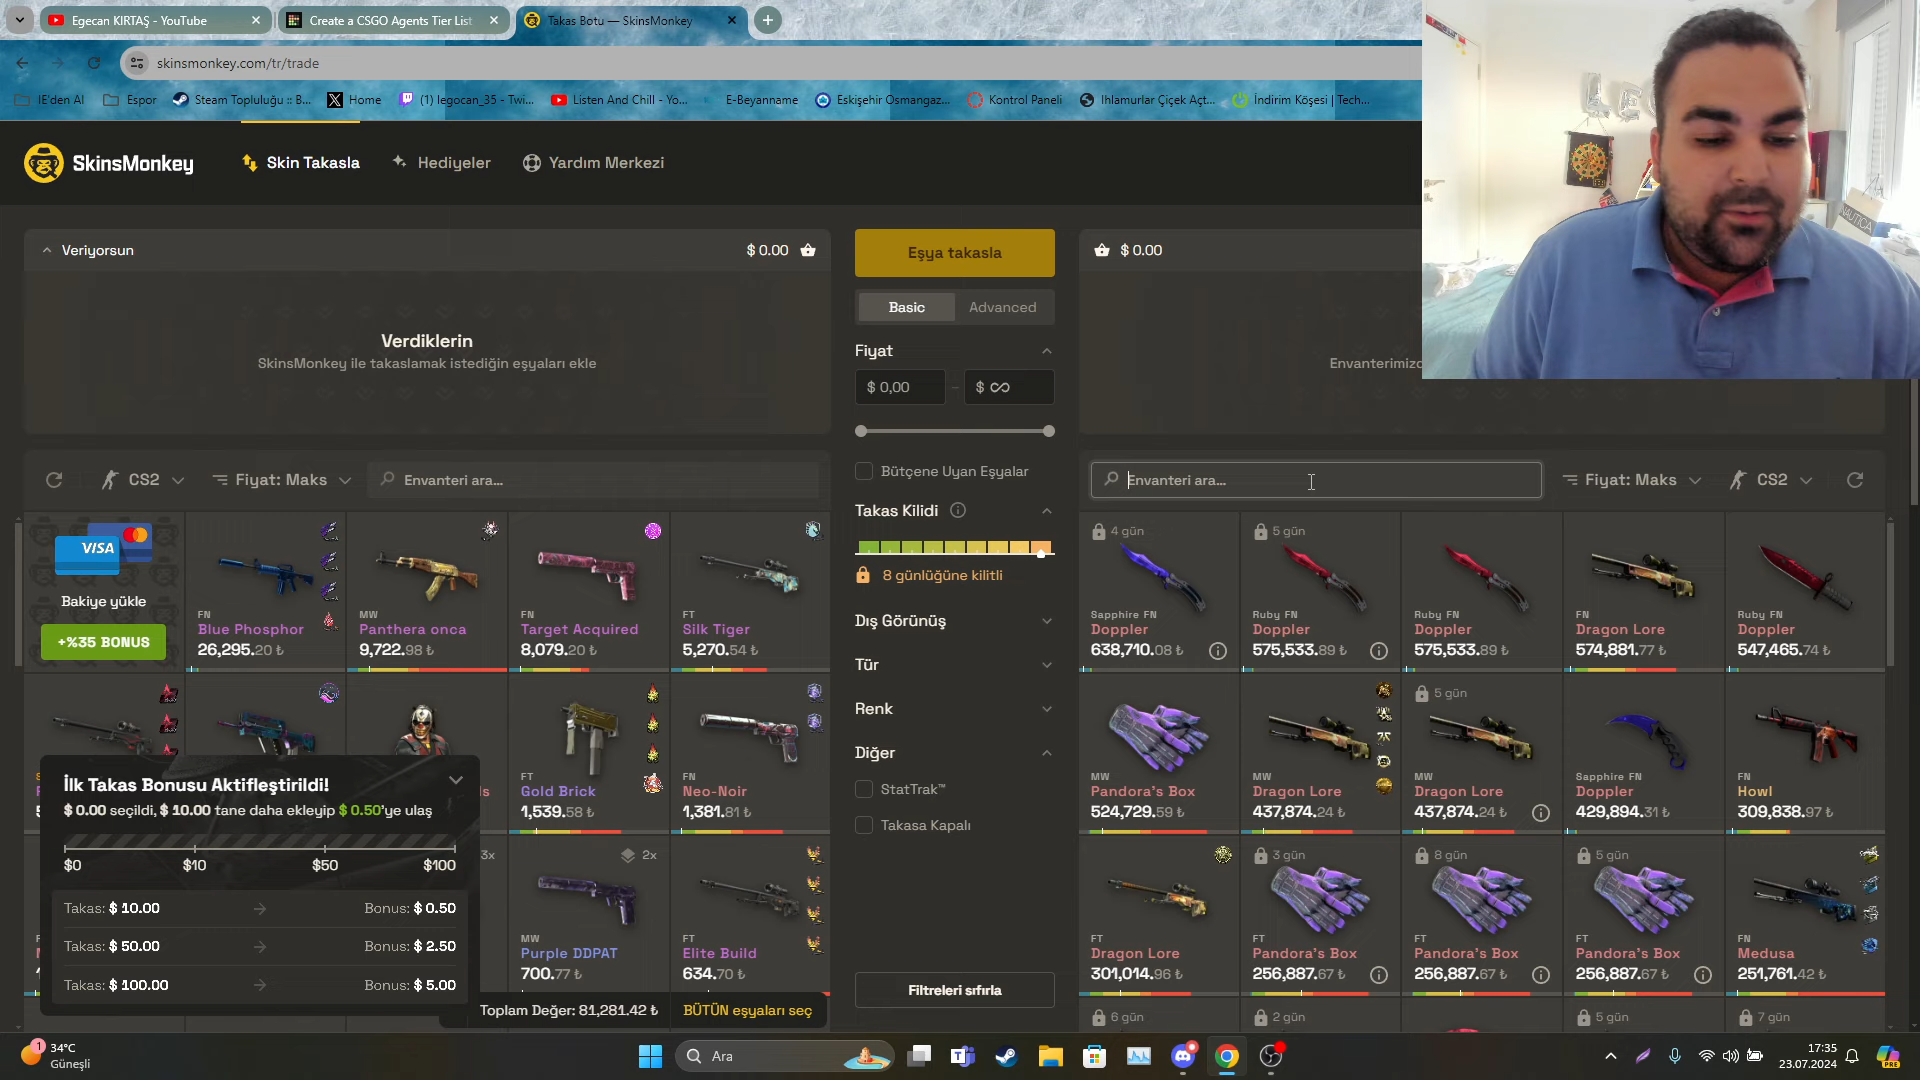 Egecan KIRTAŞ - YouTube
Create a CSGO Agents Tier List
Takas Botu — SkinsMonkey
skinsmonkey.com/tr/trade
IE'den Al
Espor
Steam Topluluğu :: B...
Home
(1) legocan_35 - Twi...
Listen And Chill - Yo...
E-Beyanname
Eskişehir Osmangaz...
Kontrol Paneli
Ihlamurlar Çiçek Açt...
İndirim Köşesi | Tech...
SkinsMonkey
Skin Takasla
Hediyeler
Yardım Merkezi
Veriyorsun
$ 0.00
Verdiklerin
SkinsMonkey ile takaslamak istediğin eşyaları ekle
Eşya takasla
Basic
Advanced
Fiyat
$ 0,00
–
$ ∞
Bütçene Uyan Eşyalar
Takas Kilidi
8 günlüğüne kilitli
Dış Görünüş
Tür
Renk
Diğer
StatTrak™
Takasa Kapalı
Filtreleri sıfırla
$ 0.00
NAUTICA
CS2
Fiyat: Maks
Envanteri ara...
VISA
Bakiye yükle
+%35 BONUS
FN
Blue Phosphor
26,295.20 ₺
MW
Panthera onca
9,722.98 ₺
FN
Target Acquired
8,079.20 ₺
FT
Silk Tiger
5,270.54 ₺
FT
Gold Brick
1,539.58 ₺
FN
Neo-Noir
1,381.81 ₺
3x
2x
MW
Purple DDPAT
700.77 ₺
FT
Elite Build
634.70 ₺
İlk Takas Bonusu Aktifleştirildi!
$ 0.00 seçildi, $ 10.00 tane daha ekleyip $ 0.50'ye ulaş
$0
$10
$50
$100
Takas: $ 10.00
Bonus: $ 0.50
Takas: $ 50.00
Bonus: $ 2.50
Takas: $ 100.00
Bonus: $ 5.00
Toplam Değer: 81,281.42 ₺
BÜTÜN eşyaları seç
Envanteri ara...
Fiyat: Maks
CS2
4 gün
Sapphire FN
Doppler
638,710.08 ₺
5 gün
Ruby FN
Doppler
575,533.89 ₺
Ruby FN
Doppler
575,533.89 ₺
FN
Dragon Lore
574,881.77 ₺
Ruby FN
Doppler
547,465.74 ₺
MW
Pandora's Box
524,729.59 ₺
MW
Dragon Lore
437,874.24 ₺
5 gün
MW
Dragon Lore
437,874.24 ₺
Sapphire FN
Doppler
429,894.31 ₺
FN
Howl
309,838.97 ₺
FT
Dragon Lore
301,014.96 ₺
3 gün
FT
Pandora's Box
256,887.67 ₺
8 gün
FT
Pandora's Box
256,887.67 ₺
5 gün
FT
Pandora's Box
256,887.67 ₺
FN
Medusa
251,761.42 ₺
6 gün
2 gün
5 gün
7 gün
1
34°C
Güneşli
Ara
17:35
23.07.2024
PRE